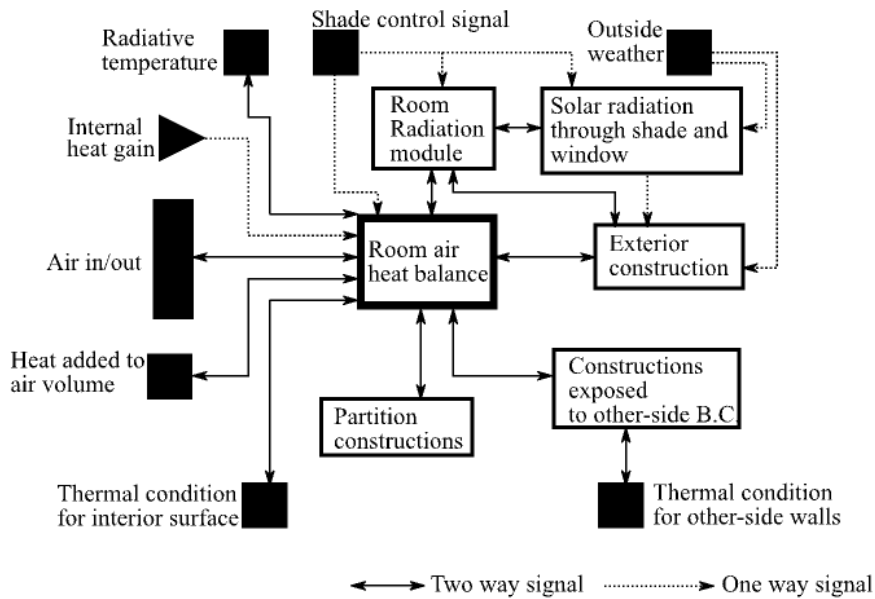 Shade control signal
Radiative
temperature
Outside
weather
Internal
heat gain
Room
Radiation
module
Solar radiation
through shade and
window
Air in/out
Room air
heat balance
Exterior
construction
Heat added to
air volume
Partition
constructions
Constructions
exposed
to other-side B.C.
Thermal condition
for interior surface
Thermal condition
for other-side walls
Two way signal
One way signal